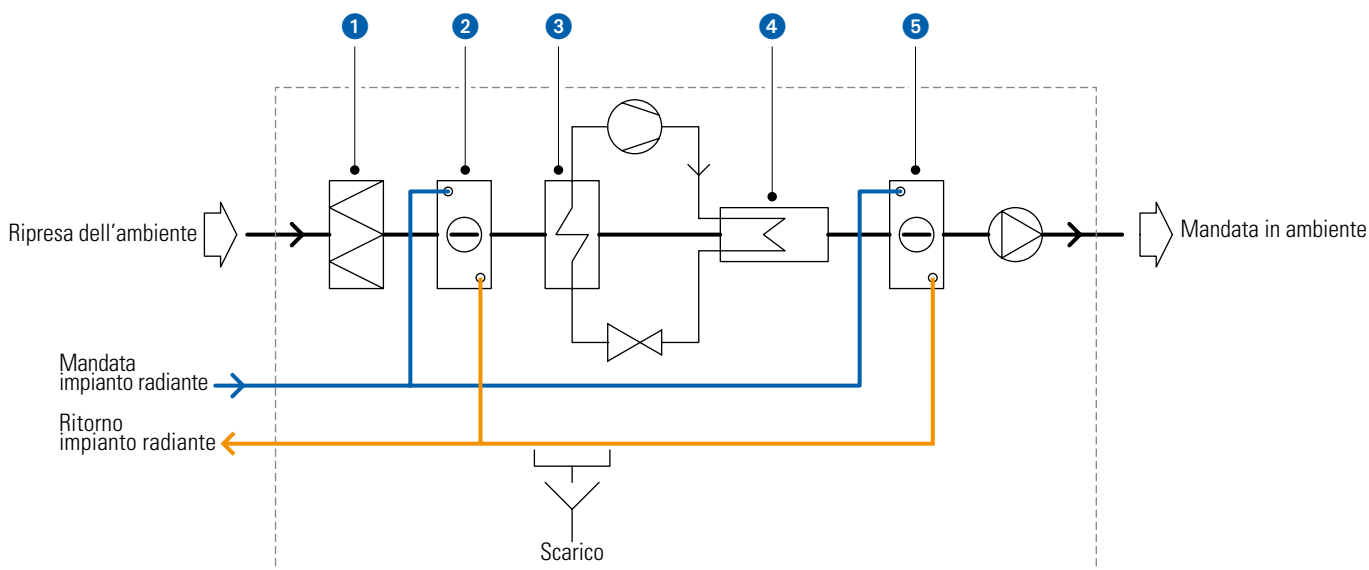 1 2 3 4 5
Ripresa dell'ambiente
Mandata in ambiente
Mandata
impianto radiante
Ritorno
impianto radiante
Scarico